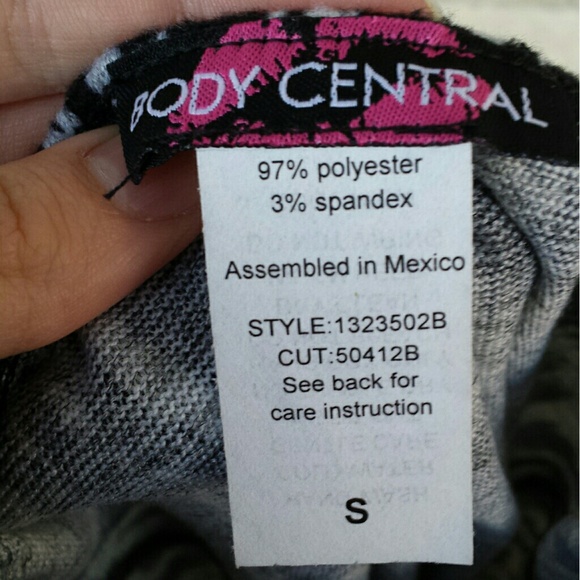 BODY CENTRAL
97% polyester
3% spandex
Assembled in Mexico
STYLE:1323502B
CUT:50412B
See back for
care instruction
S